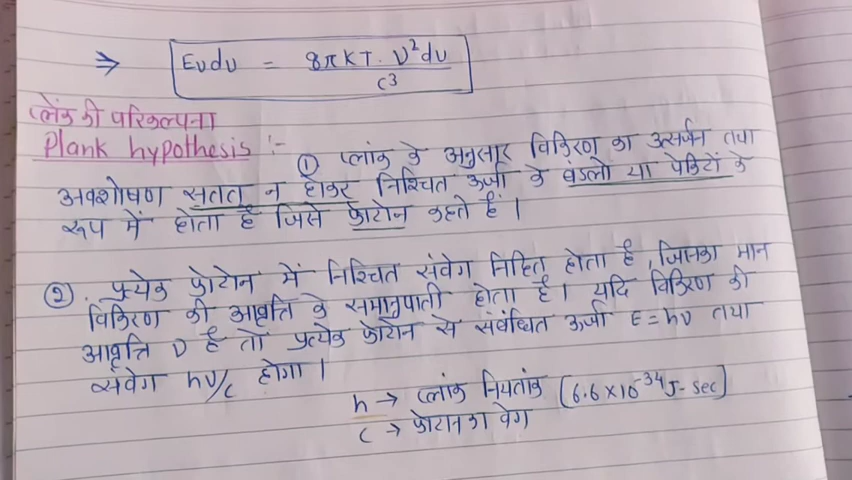 ⇒ Eνdν = 8πKT. ν²dν / c³
प्लेंक की परिकल्पना
Plank hypothesis :-
① प्लांक के अनुसार विकिरण का उत्सर्जन तथा
अवशोषण सतत न होकर निश्चित ऊर्जा के बंडलो या पैकेटों के
रूप में होता है जिसे फ़ोटोन कहते हैं।
② प्रत्येक फ़ोटोन में निश्चित संवेग निहित होता है, जिसका मान
विकिरण की आवृत्ति के समानुपाती होता है। यदि विकिरण की
आवृत्ति ν है तो प्रत्येक फ़ोटोन से संबंधित ऊर्जा E=hν तथा
संवेग hν/c होगा।
h → प्लांक नियतांक (6.6×10⁻³⁴J-sec)
c → फ़ोटान का वेग